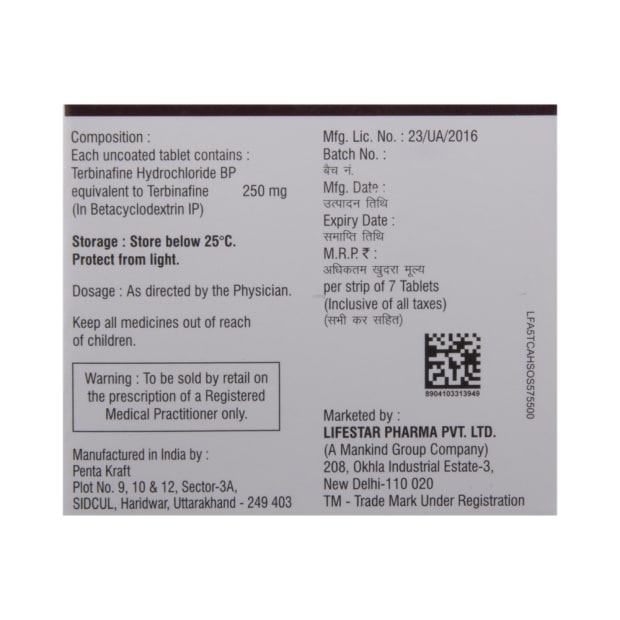 Composition :
Each uncoated tablet contains :
Terbinafine Hydrochloride BP
equivalent to Terbinafine 250 mg
(In Betacyclodextrin IP)
Storage : Store below 25°C.
Protect from light.
Dosage : As directed by the Physician.
Keep all medicines out of reach
of children.
Warning : To be sold by retail on
the prescription of a Registered
Medical Practitioner only.
Manufactured in India by :
Penta Kraft
Plot No. 9, 10 & 12, Sector-3A,
SIDCUL, Haridwar, Uttarakhand - 249 403
Mfg. Lic. No. : 23/UA/2016
Batch No. :
बैच नं.
Mfg. Date :
उत्पादन तिथि
Expiry Date :
समाप्ति तिथि
M.R.P. ₹ :
अधिकतम खुदरा मूल्य
per strip of 7 Tablets
(Inclusive of all taxes)
(सभी कर सहित)
8904103313949
LFA5TCAHSOS575500
Marketed by :
LIFESTAR PHARMA PVT. LTD.
(A Mankind Group Company)
208, Okhla Industrial Estate-3,
New Delhi-110 020
TM - Trade Mark Under Registration